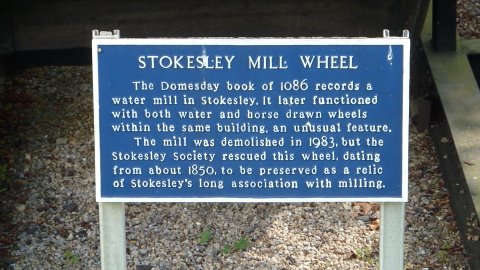 STOKESLEY MILL WHEEL
The Domesday book of 1086 records a
water mill in Stokesley, it later functioned
with both water and horse drawn wheels
within the same building, an unusual feature.
The mill was demolished in 1983, but the
Stokesley Society rescued this wheel, dating
from about 1850, to be preserved as a relic
of Stokesley's long association with milling.